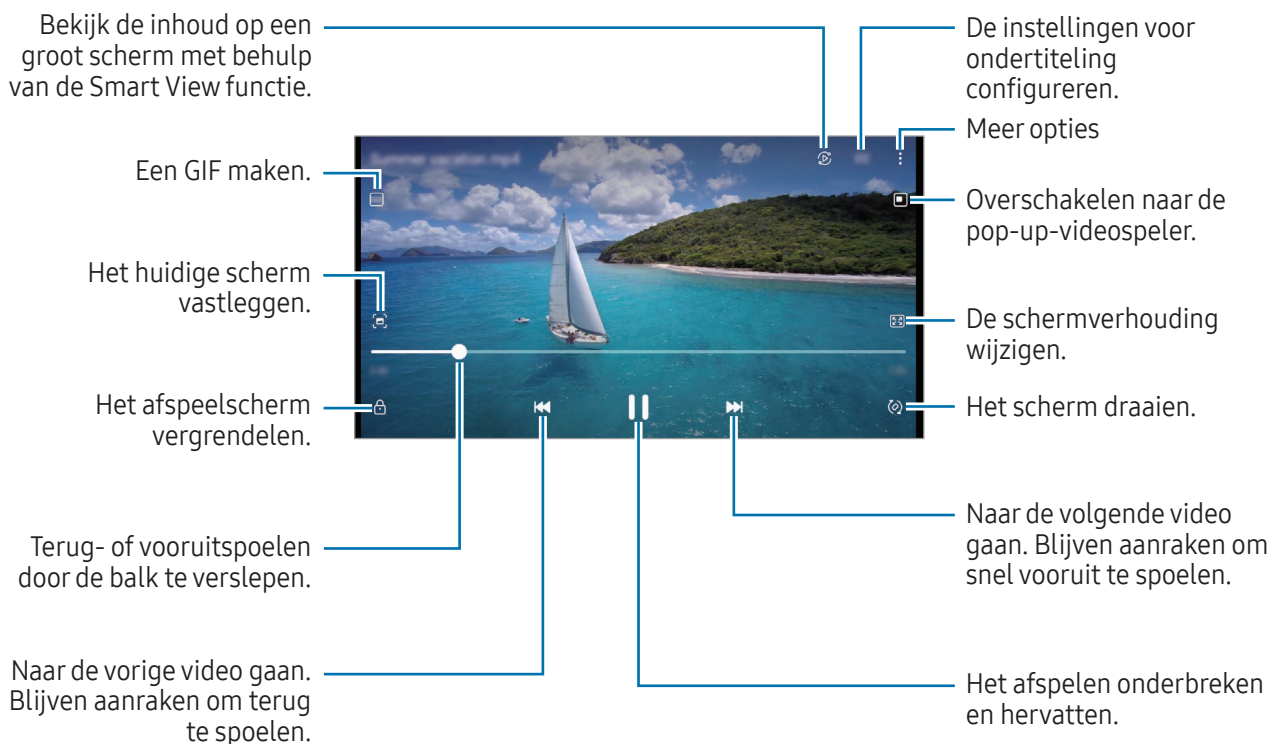 Bekijk de inhoud op een
groot scherm met behulp
van de Smart View functie.
De instellingen voor
ondertiteling
configureren.
Meer opties
Een GIF maken.
Overschakelen naar de
pop-up-videospeler.
Het huidige scherm
vastleggen.
De schermverhouding
wijzigen.
Het afspeelscherm
vergrendelen.
Het scherm draaien.
Terug- of vooruitspoelen
door de balk te verslepen.
Naar de volgende video
gaan. Blijven aanraken om
snel vooruit te spoelen.
Naar de vorige video gaan.
Blijven aanraken om terug
te spoelen.
Het afspelen onderbreken
en hervatten.